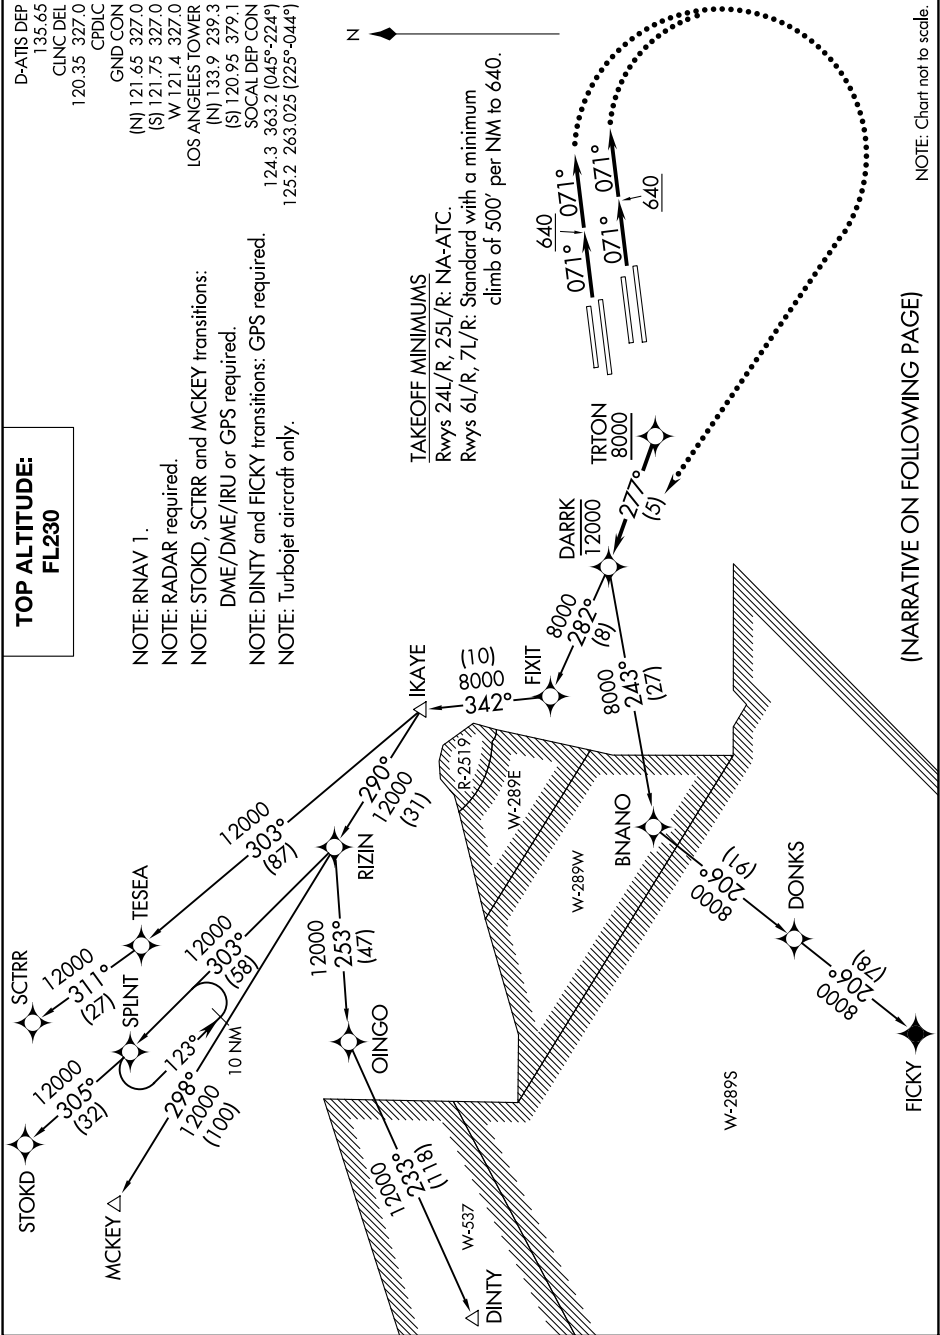 TOP ALTITUDE:
FL230
D-ATIS DEP
135.65
CLNC DEL
120.35 327.0
CPDLC
GND CON
(N) 121.65 327.0
(S) 121.75 327.0
W 121.4 327.0
LOS ANGELES TOWER
(N) 133.9 239.3
(S) 120.95 379.1
SOCAL DEP CON
124.3 363.2 (045°-224°)
125.2 263.025 (225°-044°)
NOTE: RNAV 1.
NOTE: RADAR required.
NOTE: STOKD, SCTRR and MCKEY transitions:
DME/DME/IRU or GPS required.
NOTE: DINTY and FICKY transitions: GPS required.
NOTE: Turbojet aircraft only.
N
TAKEOFF MINIMUMS
Rwys 24L/R, 25L/R: NA-ATC.
Rwys 6L/R, 7L/R: Standard with a minimum
climb of 500' per NM to 640.
STOKD
12000
305°
(32)
SCTRR
12000
311°
(27)
TESEA
SPLNT
123°
10 NM
12000
303°
(87)
12000
303°
(58)
MCKEY
298°
12000
(100)
IKAYE
RIZIN
290°
12000
(31)
12000
253°
(47)
OINGO
12000
233°
(118)
DINTY
W-537
(10)
8000
342°
FIXIT
8000
282°
(8)
DARRK
12000
277°
(5)
TRTON
8000
640
071°
071°
071°
071°
640
8000
243°
(27)
R-2519
W-289E
W-289W
BNANO
8000
206°
(91)
DONKS
8000
206°
(78)
FICKY
W-289S
(NARRATIVE ON FOLLOWING PAGE)
NOTE: Chart not to scale.